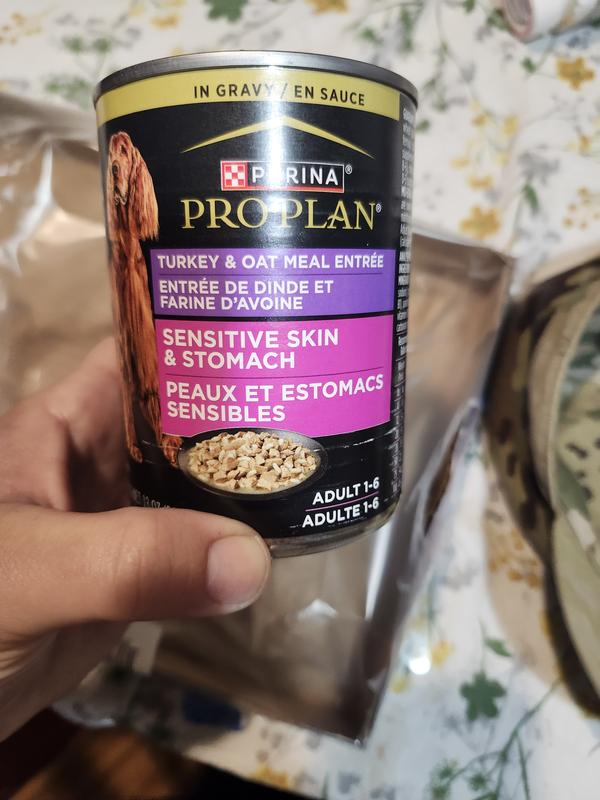 IN GRAVY / EN SAUCE
PURINA®
PRO PLAN®
TURKEY & OAT MEAL ENTRÉE
ENTRÉE DE DINDE ET
FARINE D'AVOINE
SENSITIVE SKIN
& STOMACH
PEAUX ET ESTOMACS
SENSIBLES
ADULT 1-6
ADULTE 1-6